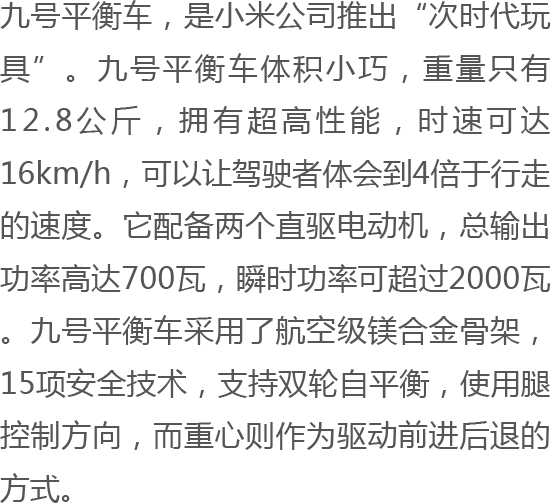 九号平衡车，是小米公司推出“次时代玩
具”。九号平衡车体积小巧，重量只有
12.8公斤，拥有超高性能，时速可达
16km/h，可以让驾驶者体会到4倍于行走
的速度。它配备两个直驱电动机，总输出
功率高达700瓦，瞬时功率可超过2000瓦
。九号平衡车采用了航空级镁合金骨架，
15项安全技术，支持双轮自平衡，使用腿
控制方向，而重心则作为驱动前进后退的
方式。